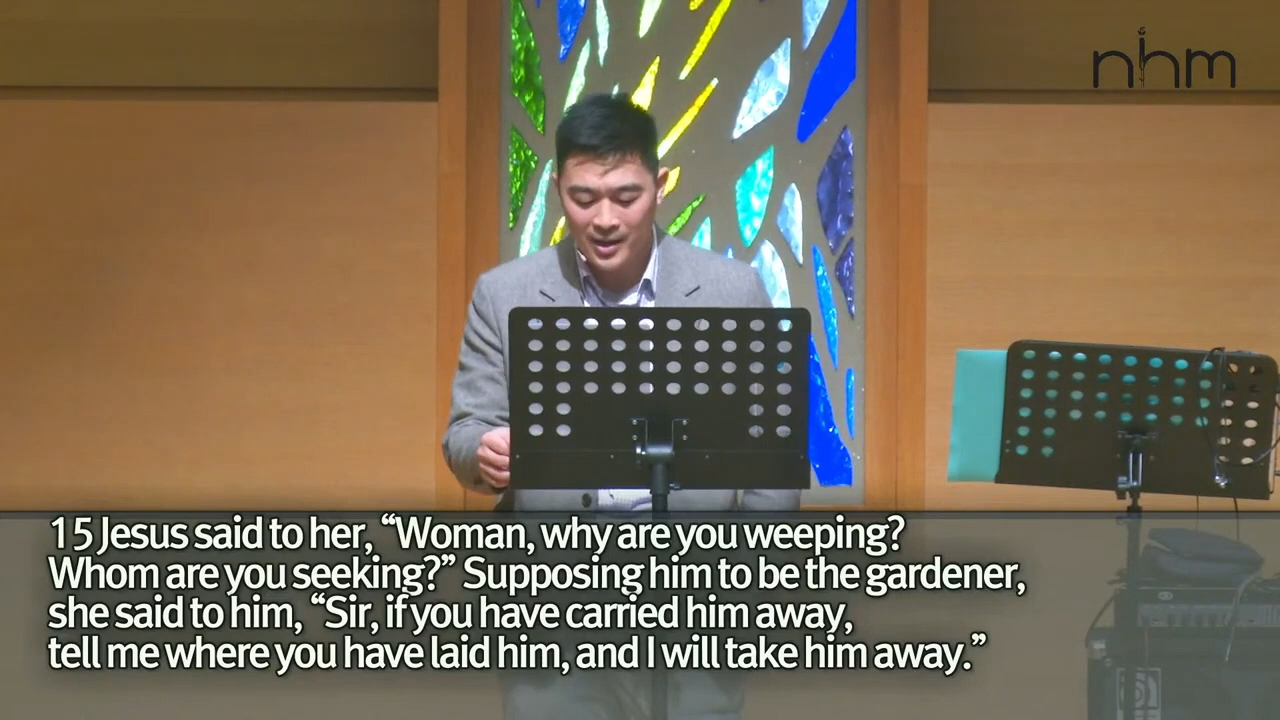 nhm
15 Jesus said to her, “Woman, why are you weeping?
Whom are you seeking?” Supposing him to be the gardener,
she said to him, “Sir, if you have carried him away,
tell me where you have laid him, and I will take him away.”